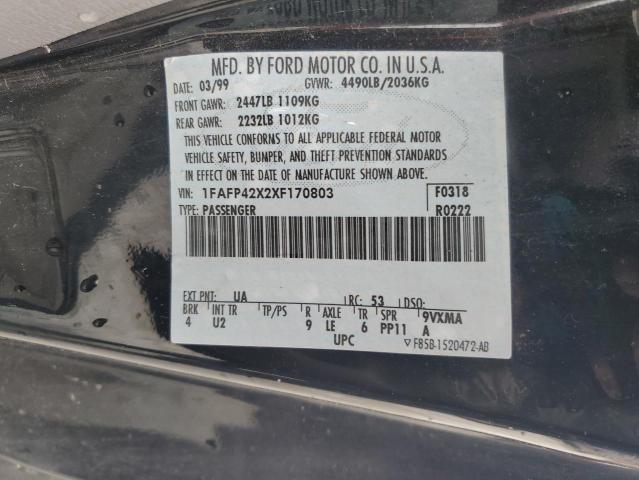 MFD. BY FORD MOTOR CO. IN U.S.A.
DATE: 03/99 GVWR: 4490LB/2036KG
FRONT GAWR: 2447LB 1109KG
REAR GAWR: 2232LB 1012KG
THIS VEHICLE CONFORMS TO ALL APPLICABLE FEDERAL MOTOR
VEHICLE SAFETY, BUMPER, AND THEFT PREVENTION STANDARDS
IN EFFECT ON THE DATE OF MANUFACTURE SHOWN ABOVE.
VIN: 1FAFP42X2XF170803 F0318
TYPE: PASSENGER R0222
EXT PNT: UA RC: 53 DSO:
BRK INT TR TP/PS R AXLE TR SPR 9VXMA
4 U2 9 LE 6 PP11 A
UPC ▽ F85B-1520472-AB